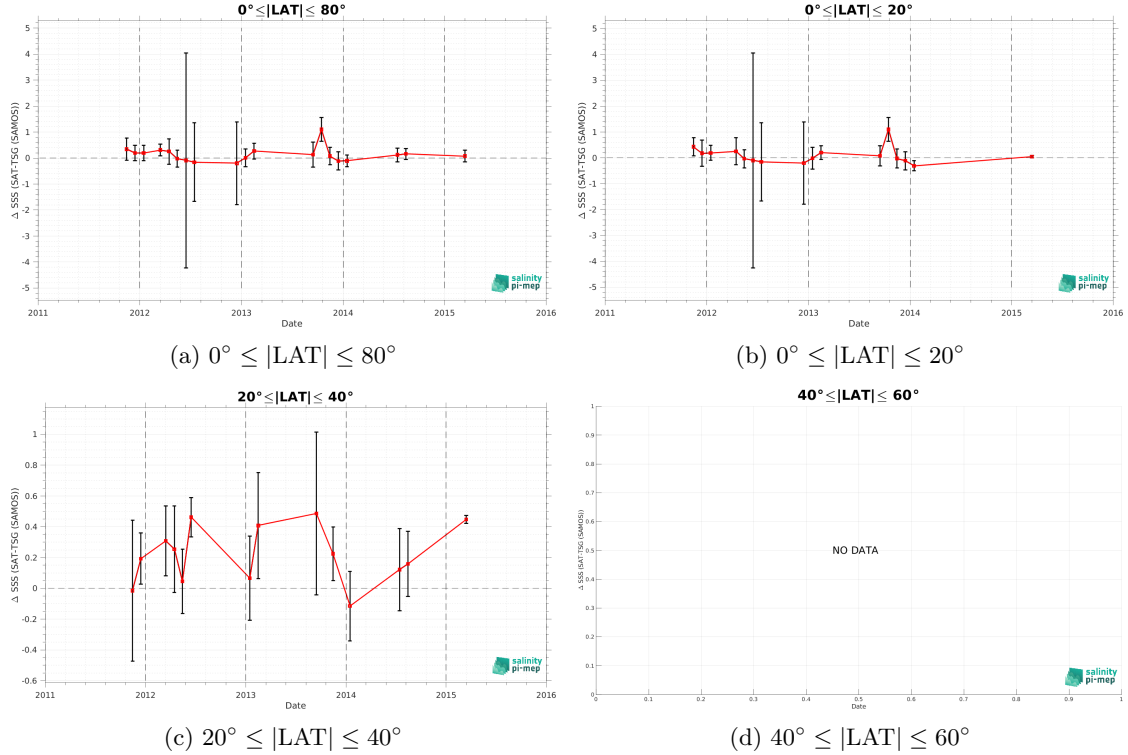 0°≤|LAT|≤ 80°
Δ SSS (SAT-TSG (SAMOS))
5
4
3
2
1
0
-1
-2
-3
-4
-5
2011 2012 2013 2014 2015 2016
Date
salinity
pi-mep
(a) 0° ≤ |LAT| ≤ 80°
0°≤|LAT|≤ 20°
Δ SSS (SAT-TSG (SAMOS))
5
4
3
2
1
0
-1
-2
-3
-4
-5
2011 2012 2013 2014 2015 2016
Date
salinity
pi-mep
(b) 0° ≤ |LAT| ≤ 20°
20°≤|LAT|≤ 40°
Δ SSS (SAT-TSG (SAMOS))
1
0.8
0.6
0.4
0.2
0
-0.2
-0.4
-0.6
2011 2012 2013 2014 2015 2016
Date
salinity
pi-mep
(c) 20° ≤ |LAT| ≤ 40°
40°≤|LAT|≤ 60°
Δ SSS (SAT-TSG (SAMOS))
1
0.9
0.8
0.7
0.6
0.5
0.4
0.3
0.2
0.1
0
NO DATA
0 0.1 0.2 0.3 0.4 0.5 0.6 0.7 0.8 0.9 1
Date
salinity
pi-mep
(d) 40° ≤ |LAT| ≤ 60°